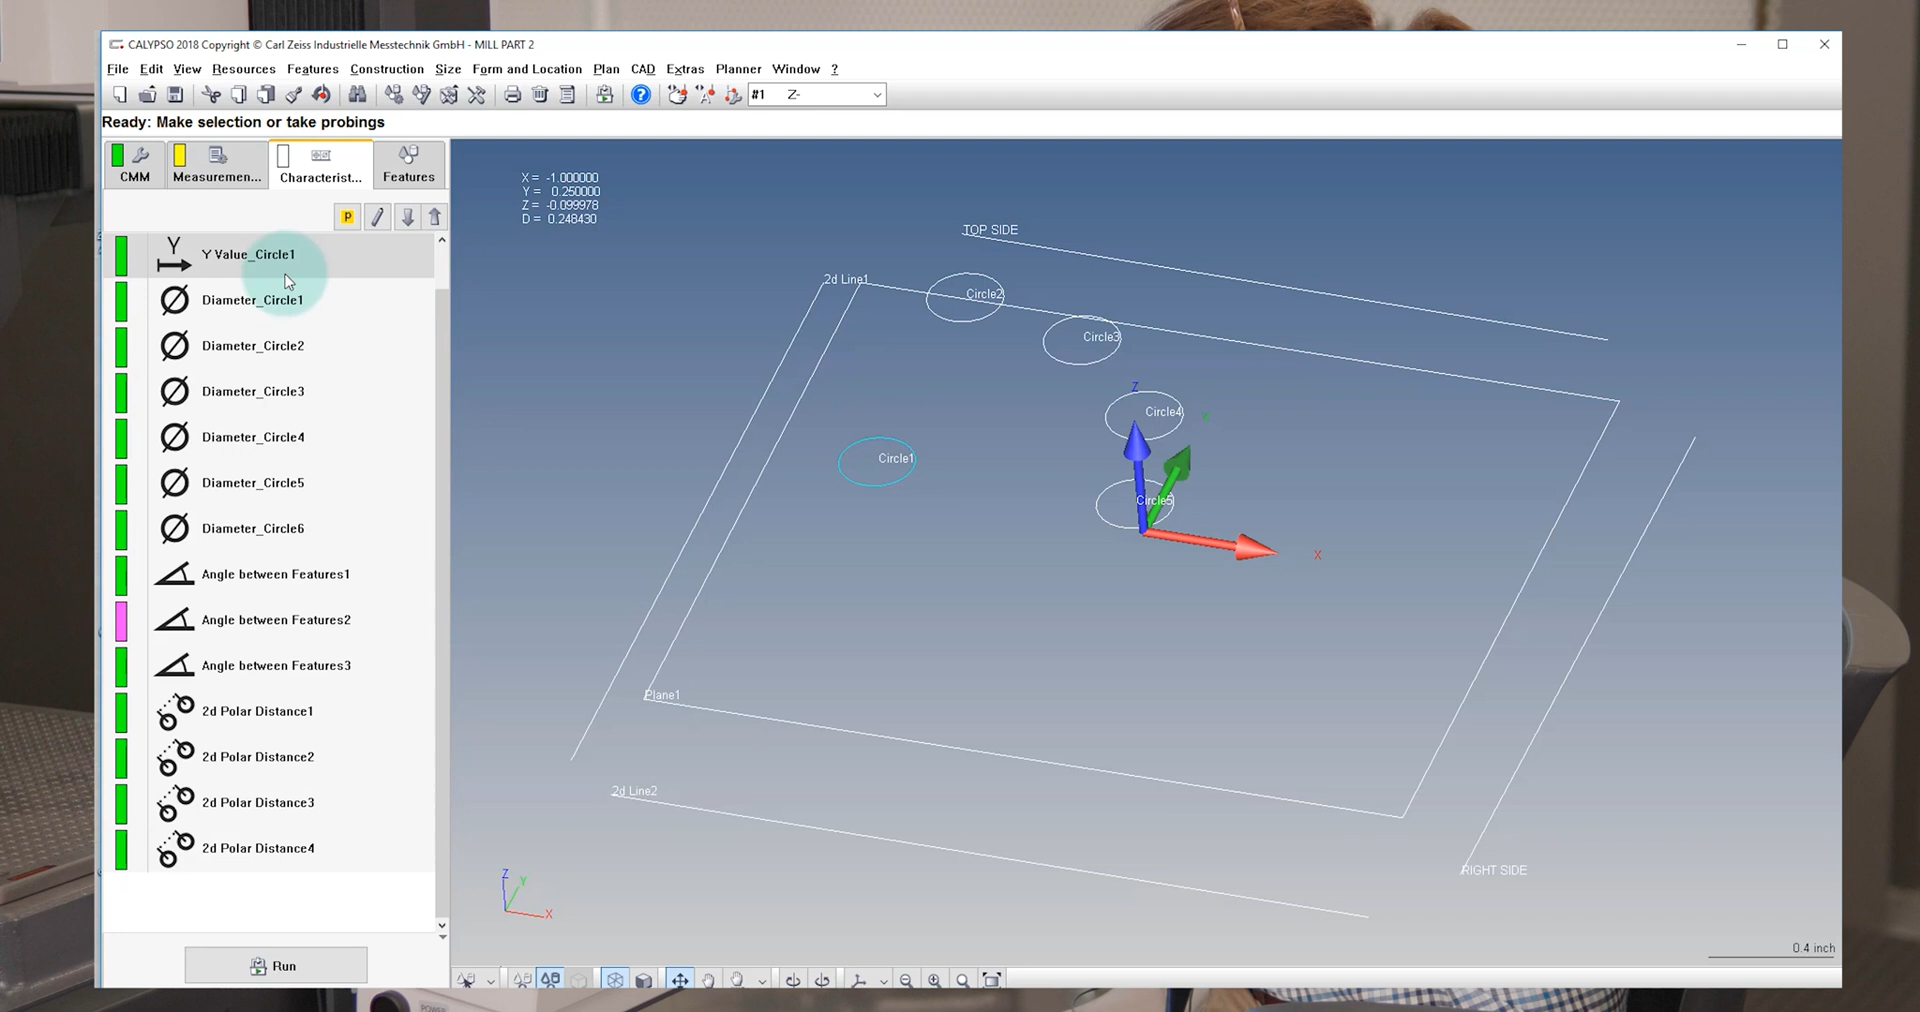 CALYPSO 2018 Copyright © Carl Zeiss Industrielle Messtechnik GmbH - MILL PART 2
File Edit View Resources Features Construction Size Form and Location Plan CAD Extras Planner Window ?
#1 Z-
Ready: Make selection or take probings
CMM
Measuremen...
Characterist...
Features
P
Y
Y Value_Circle1
Diameter_Circle1
Diameter_Circle2
Diameter_Circle3
Diameter_Circle4
Diameter_Circle5
Diameter_Circle6
Angle between Features1
Angle between Features2
Angle between Features3
2d Polar Distance1
2d Polar Distance2
2d Polar Distance3
2d Polar Distance4
Run
X = -1.000000
Y = 0.250000
Z = -0.099978
D = 0.248430
TOP SIDE
2d Line1
Circle2
Circle3
Z
Circle4
Y
Circle1
Circle5
X
Plane1
2d Line2
RIGHT SIDE
Z
Y
X
0.4 inch
POWER